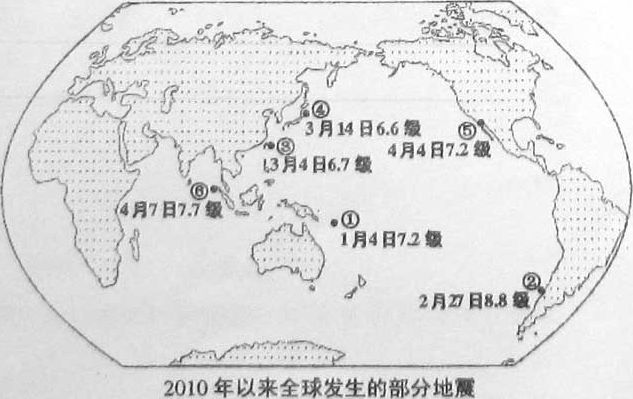 ④
3月14日6.6级
⑤
4月4日7.2级
③
3月4日6.7级
⑥
4月7日7.7级
①
1月4日7.2级
②
2月27日8.8级
2010年以来全球发生的部分地震